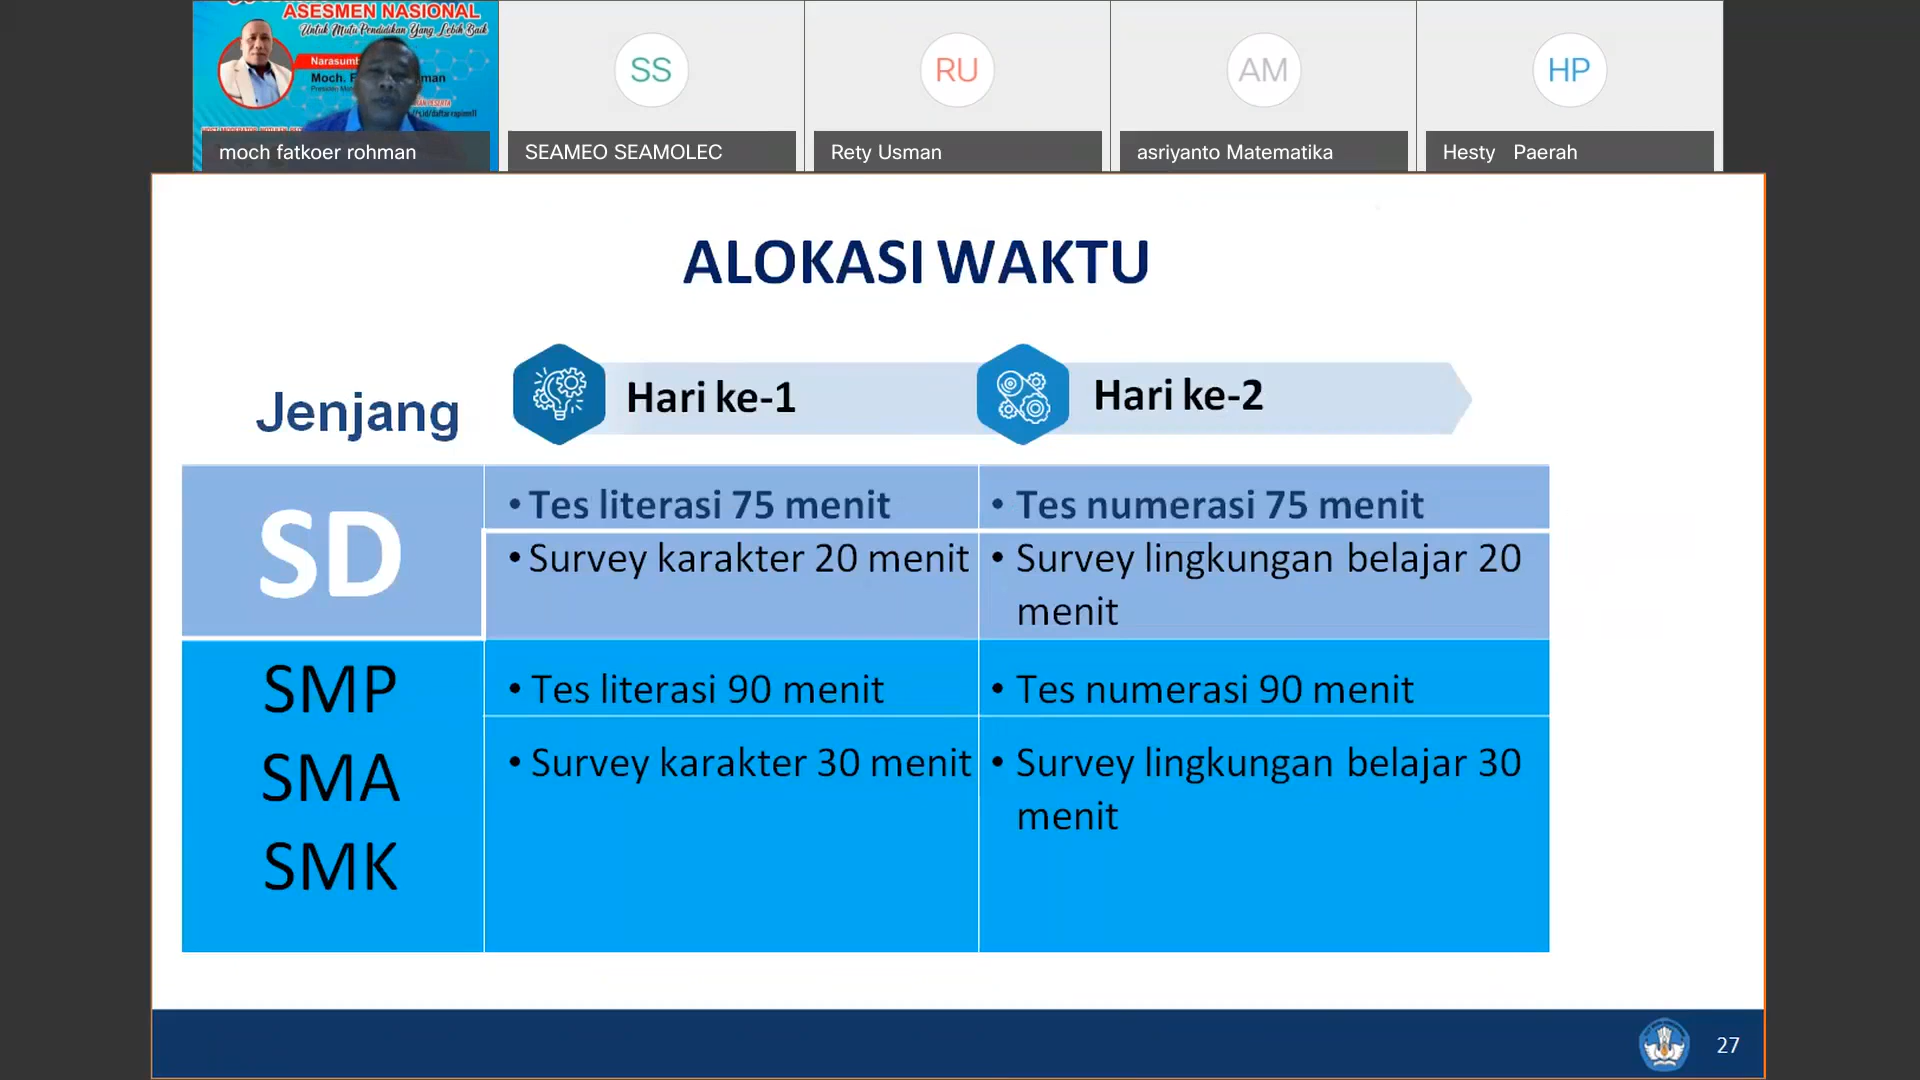 ASESMEN NASIONAL
Untuk Mutu Pendidikan Yang Lebih Baik
Moch. F
man
moch fatkoer rohman
SS
SEAMEO SEAMOLEC
RU
Rety Usman
AM
asriyanto Matematika
HP
Hesty Paerah
ALOKASI WAKTU
Jenjang
Hari ke-1
Hari ke-2
SD
• Tes literasi 75 menit
• Tes numerasi 75 menit
• Survey karakter 20 menit
• Survey lingkungan belajar 20
menit
SMP
SMA
SMK
• Tes literasi 90 menit
• Tes numerasi 90 menit
• Survey karakter 30 menit
• Survey lingkungan belajar 30
menit
27